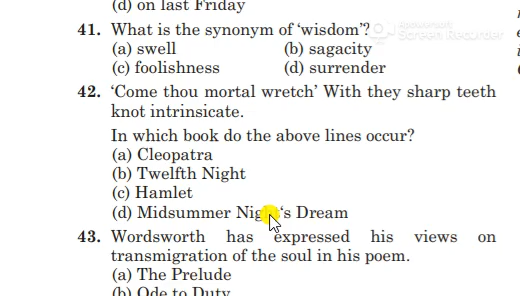 (d) on last Friday
41. What is the synonym of 'wisdom'?
(a) swell (b) sagacity
(c) foolishness (d) surrender
42. 'Come thou mortal wretch' With they sharp teeth
knot intrinsicate.
In which book do the above lines occur?
(a) Cleopatra
(b) Twelfth Night
(c) Hamlet
(d) Midsummer Night's Dream
43. Wordsworth has expressed his views on
transmigration of the soul in his poem.
(a) The Prelude
(b) Ode to Duty
Screen Recorder